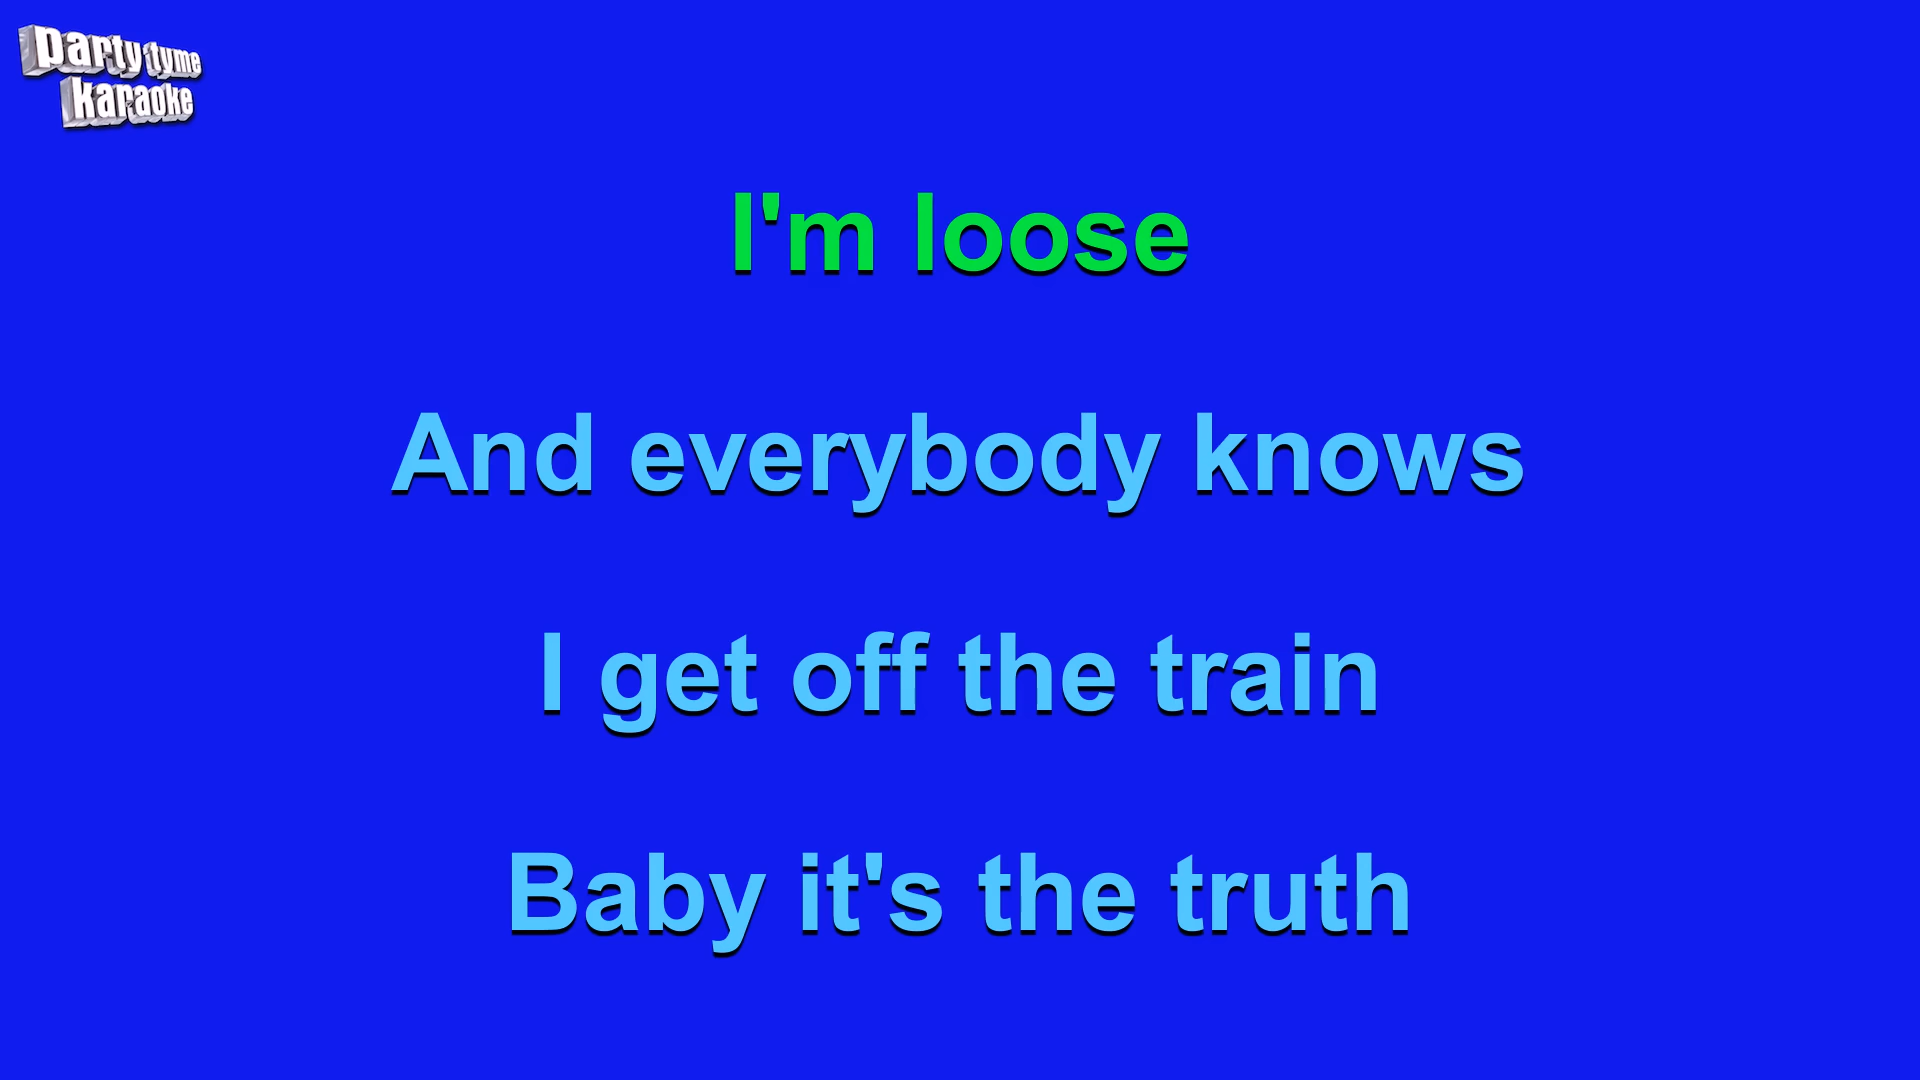 party tyme
karaoke
I'm loose
And everybody knows
I get off the train
Baby it's the truth